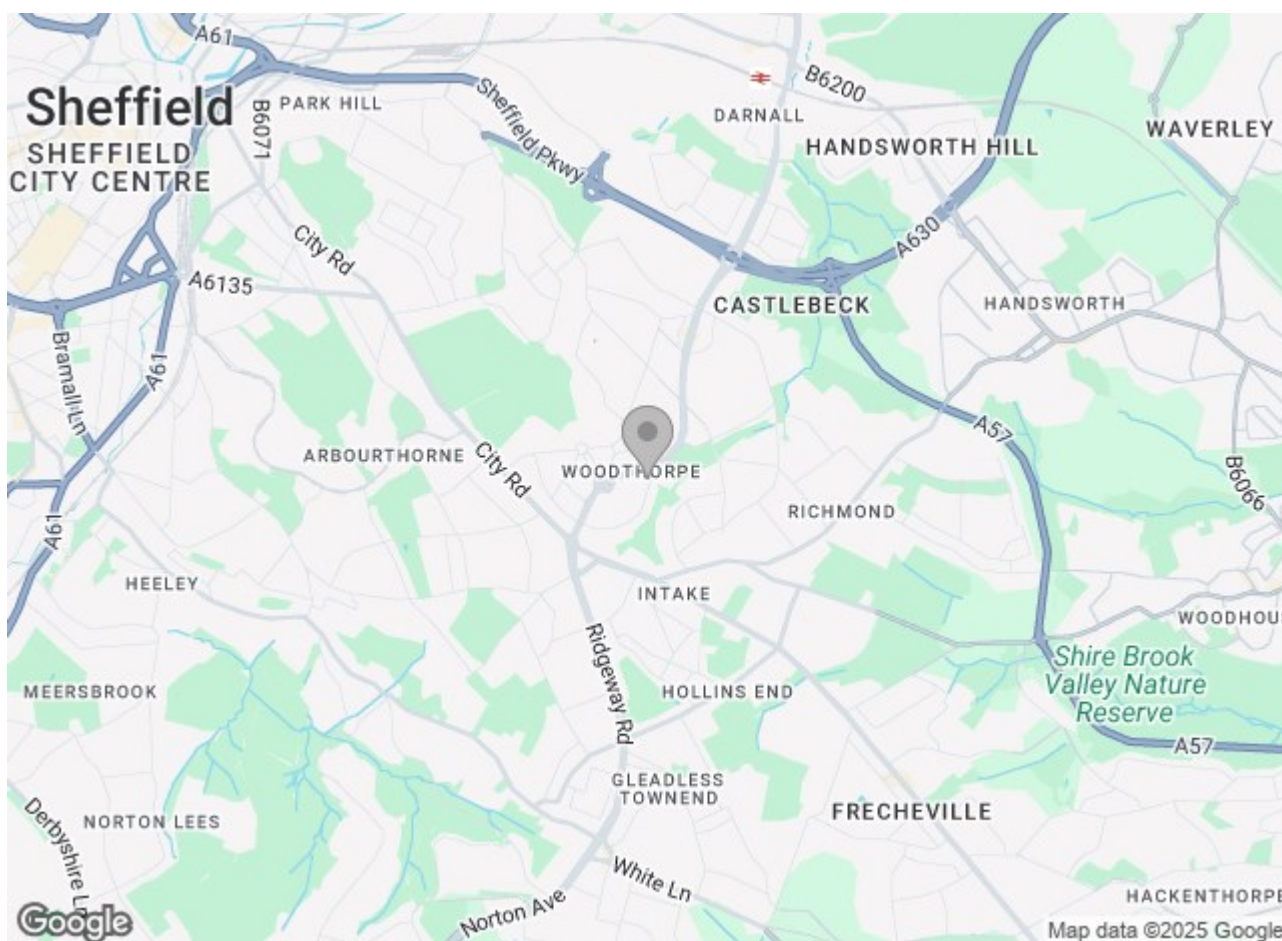 A61
Sheffield
PARK HILL
B6071
SHEFFIELD
CITY CENTRE
Sheffield Pkwy
DARNALL
B6200
HANDSWORTH HILL
WAVERLEY
City Rd
A6135
A630
CASTLEBECK
HANDSWORTH
Bramall Ln
A61
ARBOURTHORNE
City Rd
WOODTHORPE
A57
B6066
RICHMOND
A61
HEELEY
INTAKE
WOODHOU
Ridgeway Rd
Shire Brook
Valley Nature
Reserve
MEERSBROOK
HOLLINS END
A57
GLEADLESS
TOWNEND
FRECHEVILLE
NORTON LEES
Derbyshire Ln
White Ln
Norton Ave
HACKENTHORPE
Google
Map data ©2025 Google